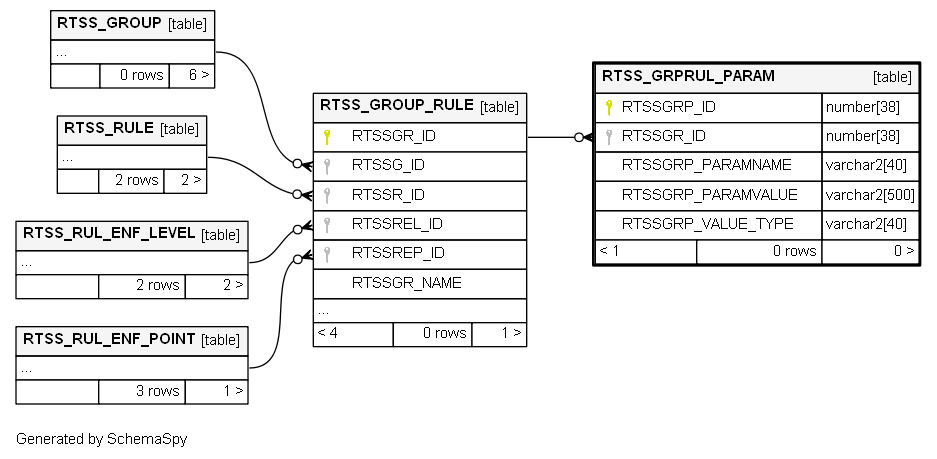 RTSS_GROUP [table]
...
0 rows 6 >
RTSS_RULE [table]
...
2 rows 2 >
RTSS_RUL_ENF_LEVEL [table]
...
2 rows 2 >
RTSS_RUL_ENF_POINT [table]
...
3 rows 1 >
RTSS_GROUP_RULE [table]
RTSSGR_ID
RTSSG_ID
RTSSR_ID
RTSSREL_ID
RTSSREP_ID
RTSSGR_NAME
...
< 4 0 rows 1 >
RTSS_GRPRUL_PARAM [table]
RTSSGRP_ID number[38]
RTSSGR_ID number[38]
RTSSGRP_PARAMNAME varchar2[40]
RTSSGRP_PARAMVALUE varchar2[500]
RTSSGRP_VALUE_TYPE varchar2[40]
< 1 0 rows 0 >
Generated by SchemaSpy